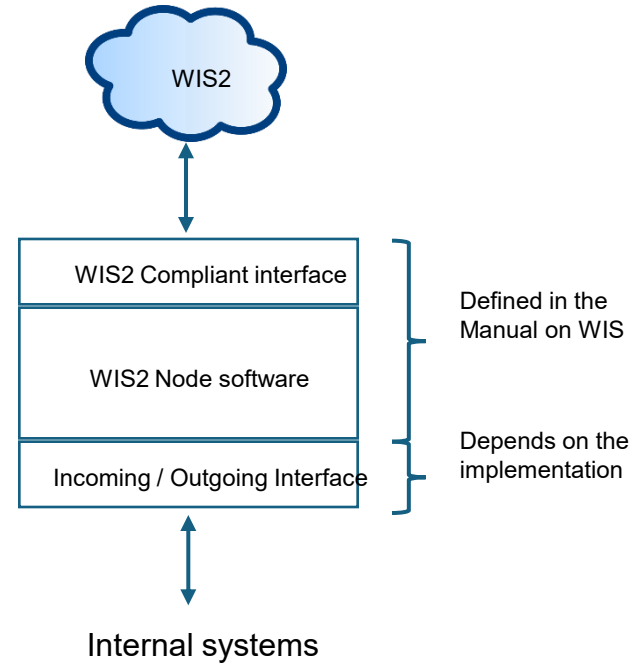 WIS2
WIS2 Compliant interface
Defined in the
Manual on WIS
WIS2 Node software
Depends on the
implementation
Incoming / Outgoing Interface
Internal systems